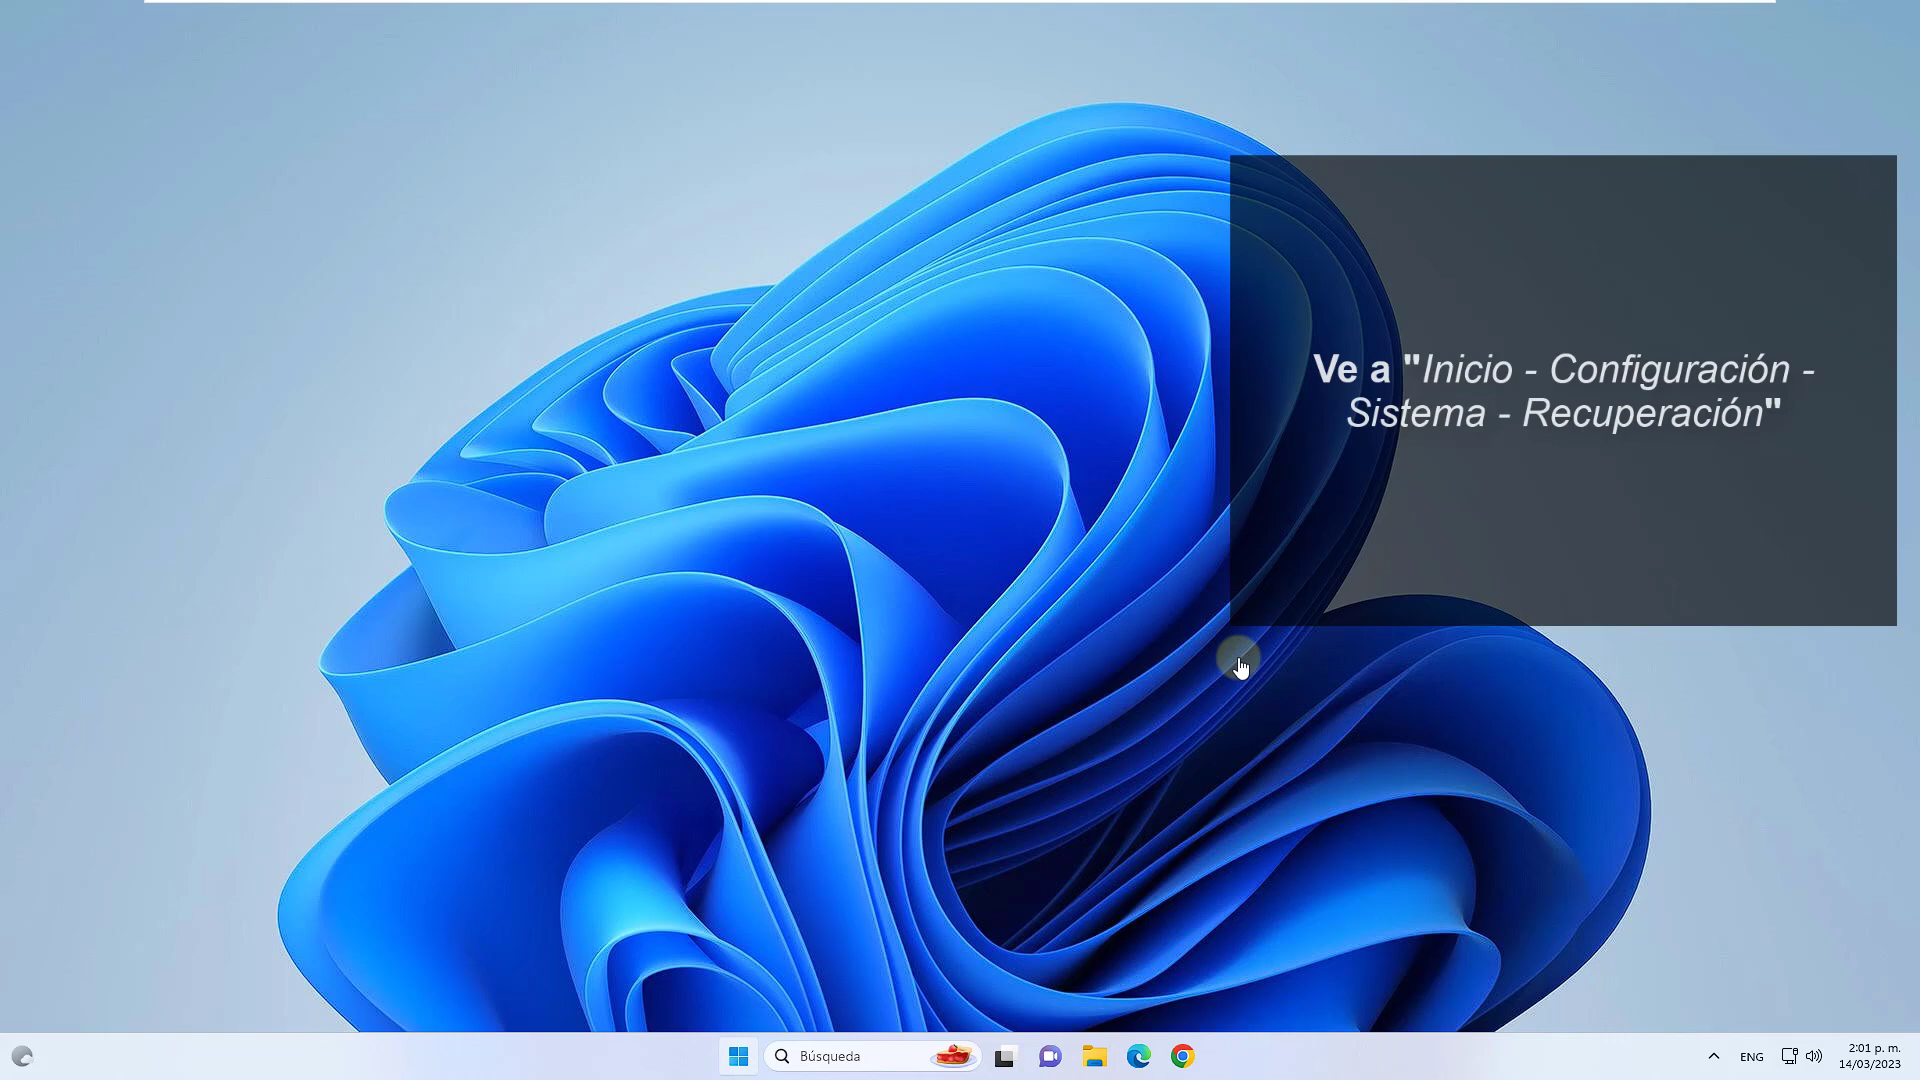 Ve a "Inicio - Configuración -
Sistema - Recuperación"
Búsqueda
ENG
2:01 p. m.
14/03/2023